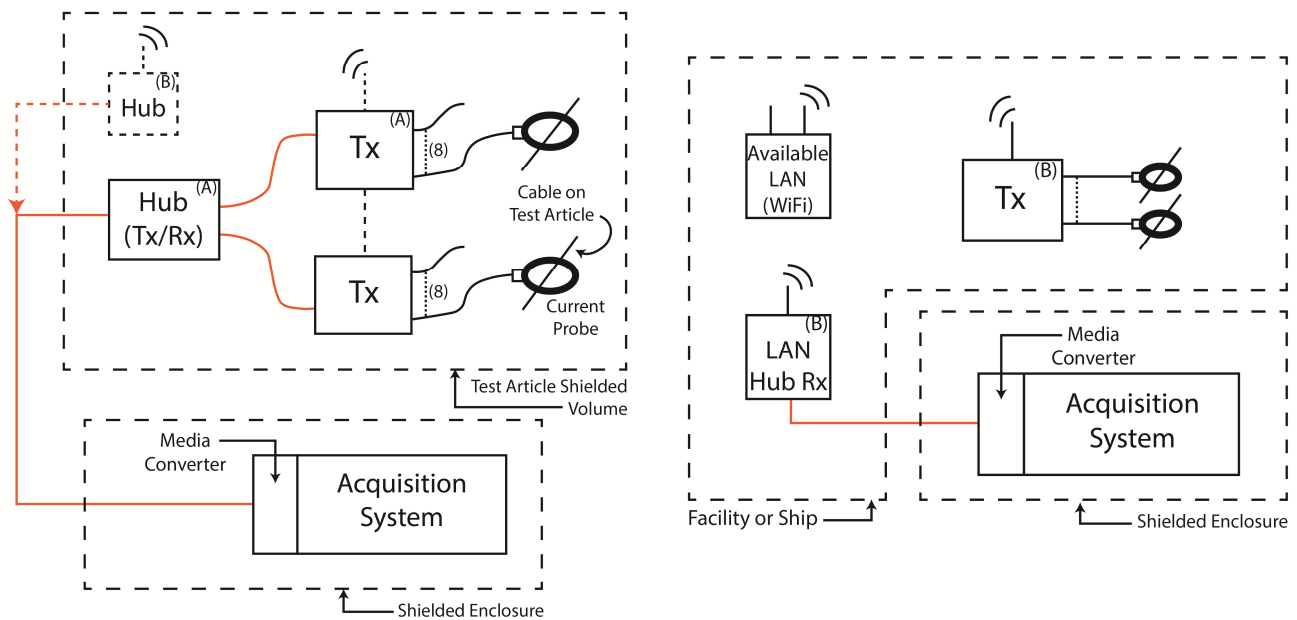 (B)
Hub
(A)
Hub
(Tx/Rx)
(A)
Tx
(8)
Cable on
Test Article
Tx
(8)
Current
Probe
Test Article Shielded
Volume
Media
Converter
Acquisition
System
Shielded Enclosure
Available
LAN
(WiFi)
(B)
Tx
(B)
LAN
Hub Rx
Media
Converter
Acquisition
System
Facility or Ship
Shielded Enclosure